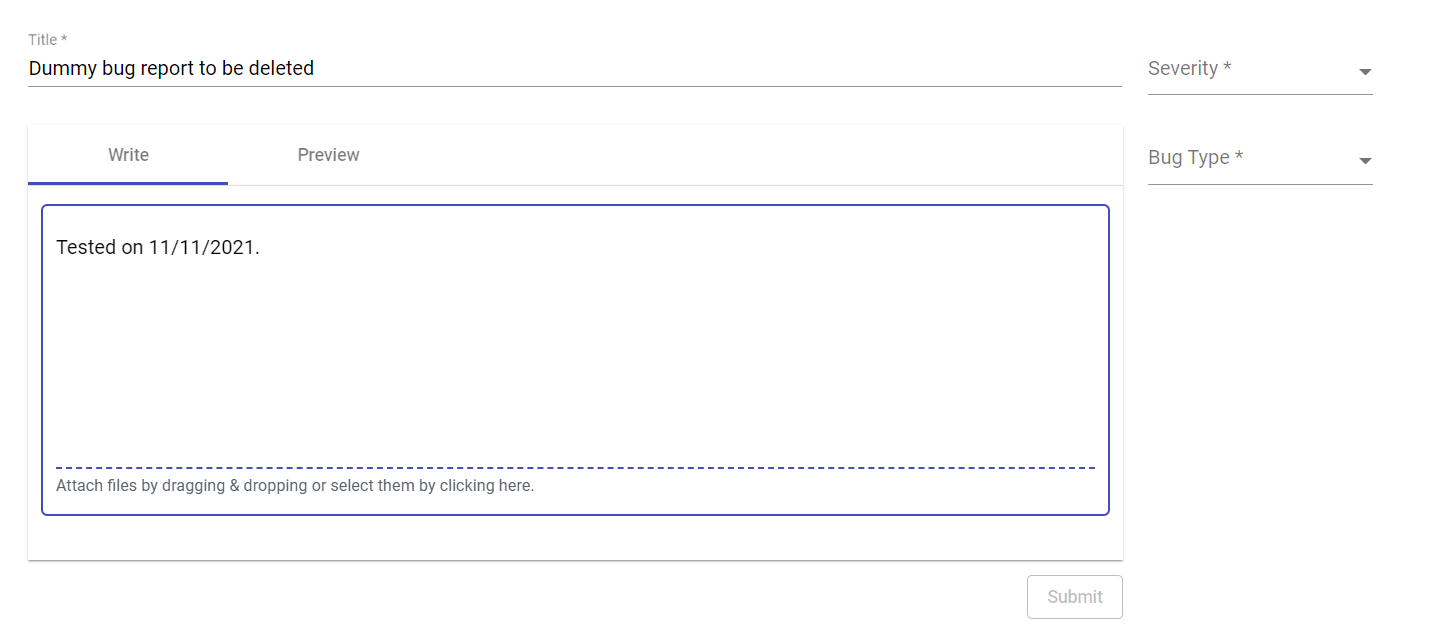 Title *
Dummy bug report to be deleted
Severity *
Write
Preview
Bug Type *
Tested on 11/11/2021.
Attach files by dragging & dropping or select them by clicking here.
Submit